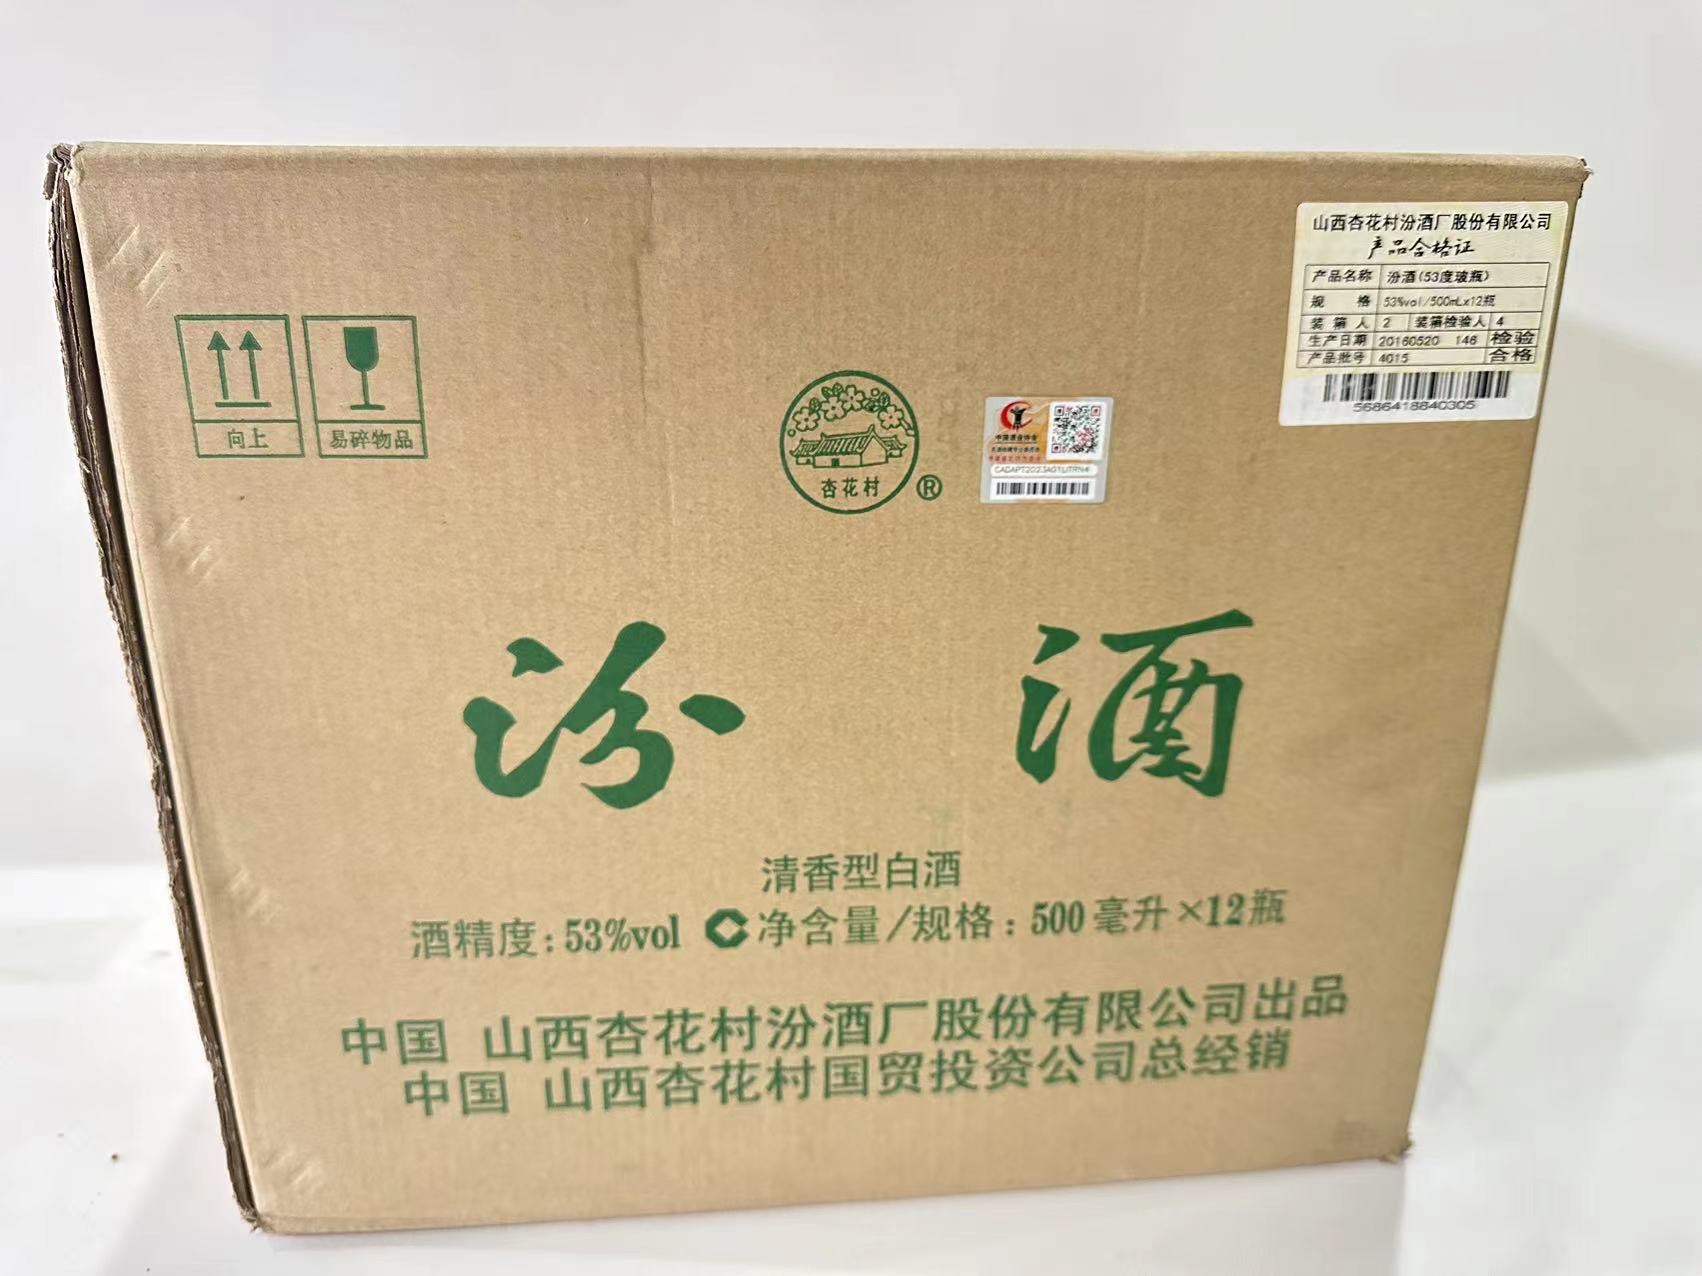 山西杏花村汾酒厂股份有限公司
产品合格证
产品名称 汾酒(53度玻瓶)
规 格 53%vol/500mLx12瓶
装箱人 2 装箱检验人 4
生产日期 20160520 146 检验
产品批号 4015 合格
5686418840305
向上
易碎物品
杏花村
®
中国酒业协会
CADAPT2023A01UTRN4
汾 酒
清香型白酒
酒精度:53%vol 净含量/规格:500毫升×12瓶
中国 山西杏花村汾酒厂股份有限公司出品
中国 山西杏花村国贸投资公司总经销